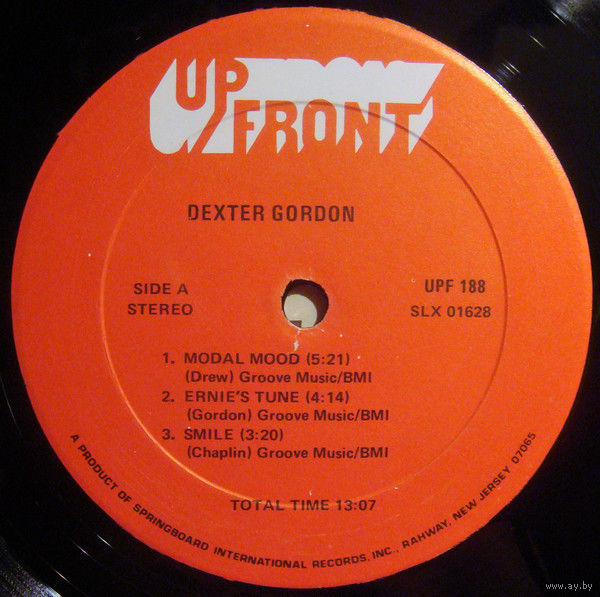 UP
FRONT
DEXTER GORDON
SIDE A
STEREO
UPF 188
SLX 01628
1. MODAL MOOD (5:21)
(Drew) Groove Music/BMI
2. ERNIE'S TUNE (4:14)
(Gordon) Groove Music/BMI
3. SMILE (3:20)
(Chaplin) Groove Music/BMI
TOTAL TIME 13:07
A PRODUCT OF SPRINGBOARD INTERNATIONAL RECORDS, INC., RAHWAY, NEW JERSEY 07065
www.ay.by